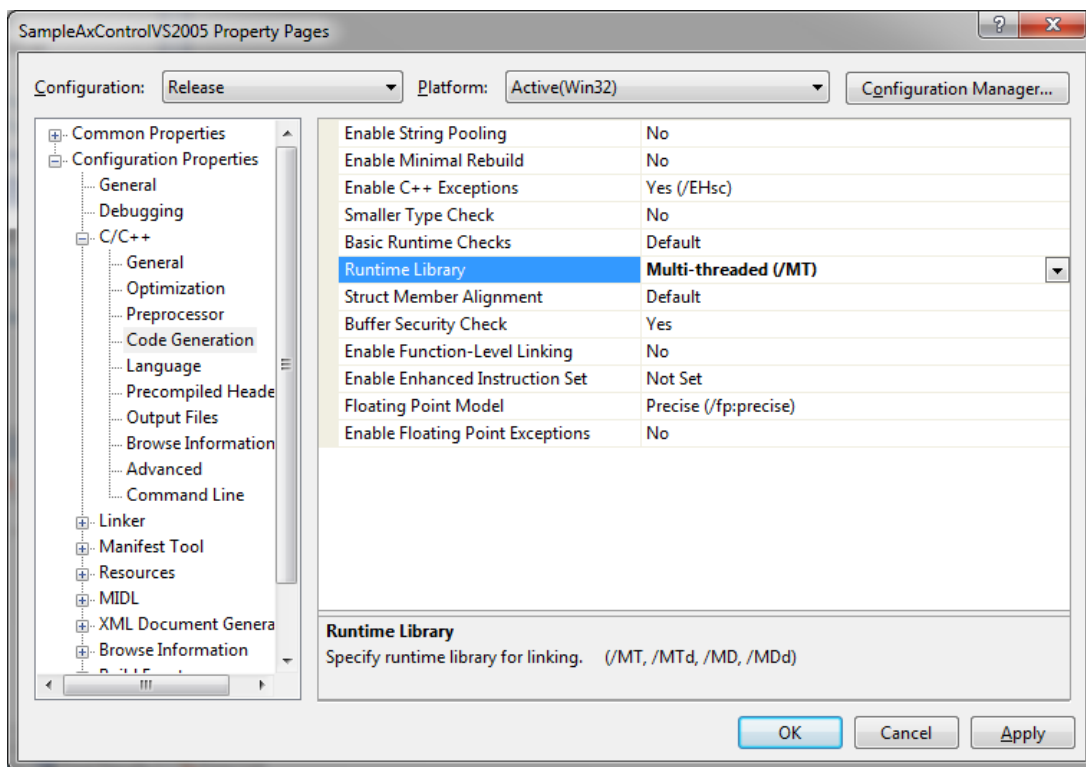 SampleAxControlVS2005 Property Pages
Configuration: Release Platform: Active(Win32) Configuration Manager...
Common Properties
Configuration Properties
General
Debugging
C/C++
General
Optimization
Preprocessor
Code Generation
Language
Precompiled Heade
Output Files
Browse Information
Advanced
Command Line
Linker
Manifest Tool
Resources
MIDL
XML Document Genera
Browse Information
Enable String Pooling No
Enable Minimal Rebuild No
Enable C++ Exceptions Yes (/EHsc)
Smaller Type Check No
Basic Runtime Checks Default
Runtime Library Multi-threaded (/MT)
Struct Member Alignment Default
Buffer Security Check Yes
Enable Function-Level Linking No
Enable Enhanced Instruction Set Not Set
Floating Point Model Precise (/fp:precise)
Enable Floating Point Exceptions No
Runtime Library
Specify runtime library for linking. (/MT, /MTd, /MD, /MDd)
OK Cancel Apply